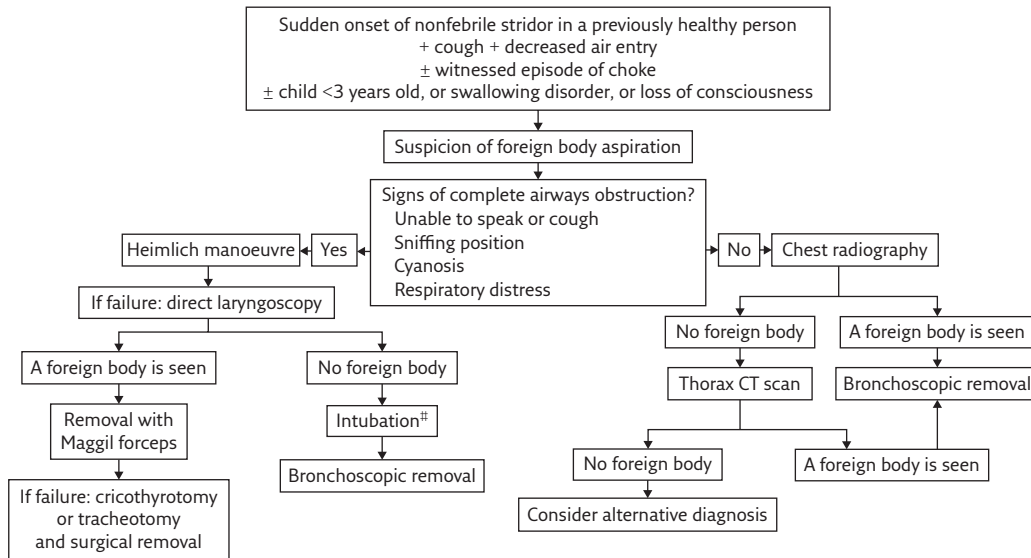 Sudden onset of nonfebrile stridor in a previously healthy person
+ cough + decreased air entry
± witnessed episode of choke
± child <3 years old, or swallowing disorder, or loss of consciousness
Suspicion of foreign body aspiration
Signs of complete airways obstruction?
Unable to speak or cough
Sniffing position
Cyanosis
Respiratory distress
Yes
Heimlich manoeuvre
If failure: direct laryngoscopy
A foreign body is seen
Removal with
Maggil forceps
If failure: cricothyrotomy
or tracheotomy
and surgical removal
No foreign body
Intubation⌗
Bronchoscopic removal
No
Chest radiography
No foreign body
Thorax CT scan
No foreign body
Consider alternative diagnosis
A foreign body is seen
A foreign body is seen
Bronchoscopic removal